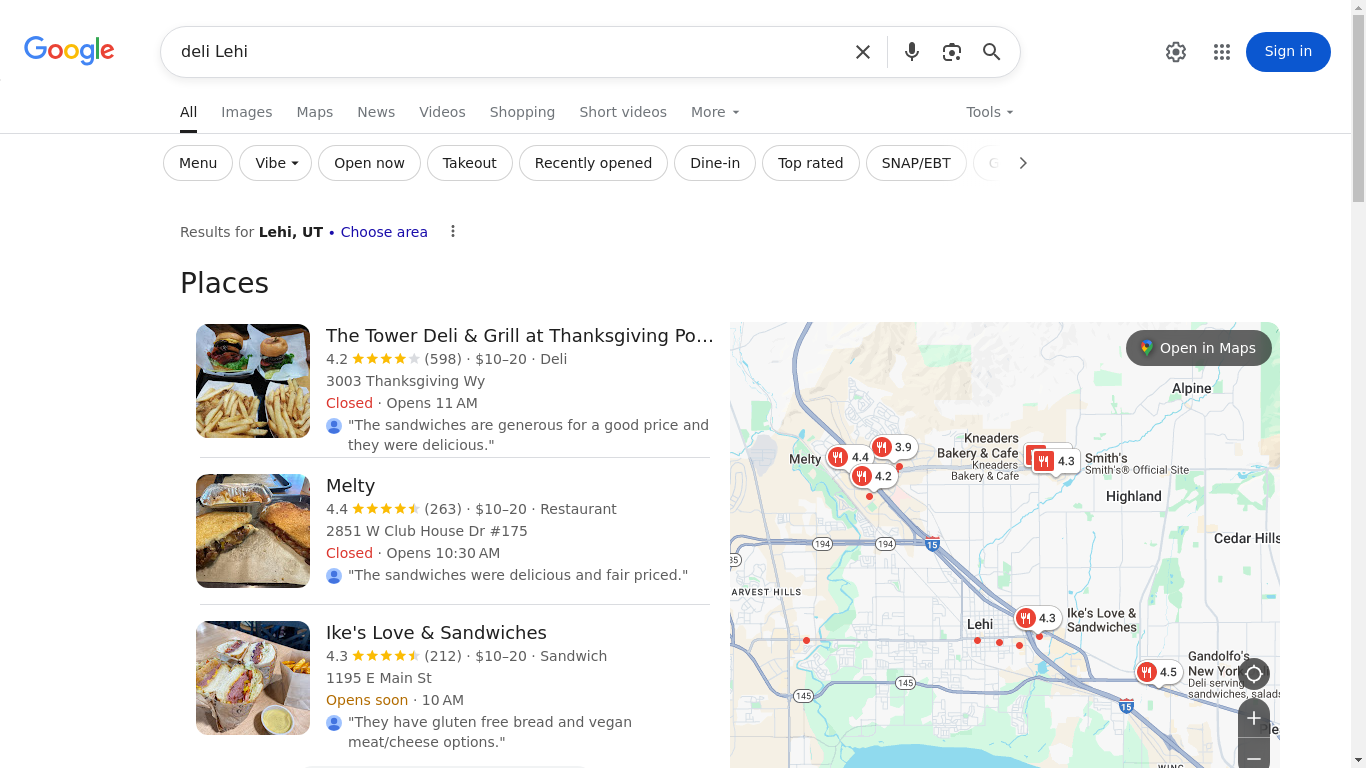 Google
deli Lehi
Sign in
All
Images
Maps
News
Videos
Shopping
Short videos
More
Tools
Menu
Vibe
Open now
Takeout
Recently opened
Dine-in
Top rated
SNAP/EBT
Results for Lehi, UT • Choose area
Places
The Tower Deli & Grill at Thanksgiving Po...
4.2 (598) · $10–20 · Deli
3003 Thanksgiving Wy
Closed · Opens 11 AM
"The sandwiches are generous for a good price and
they were delicious."
Melty
4.4 (263) · $10–20 · Restaurant
2851 W Club House Dr #175
Closed · Opens 10:30 AM
"The sandwiches were delicious and fair priced."
Ike's Love & Sandwiches
4.3 (212) · $10–20 · Sandwich
1195 E Main St
Opens soon · 10 AM
"They have gluten free bread and vegan
meat/cheese options."
Open in Maps
Alpine
Kneaders
Bakery & Cafe
Kneaders
Bakery & Cafe
3.9
Melty
4.4
4.2
4.3
Smith's
Smith's® Official Site
Highland
Cedar Hills
194
194
15
35
ARVEST HILLS
Lehi
4.3
Ike's Love &
Sandwiches
4.5
Gandolfo's
New York
Deli serving
sandwiches, salads
145
145
15
Ple
WING